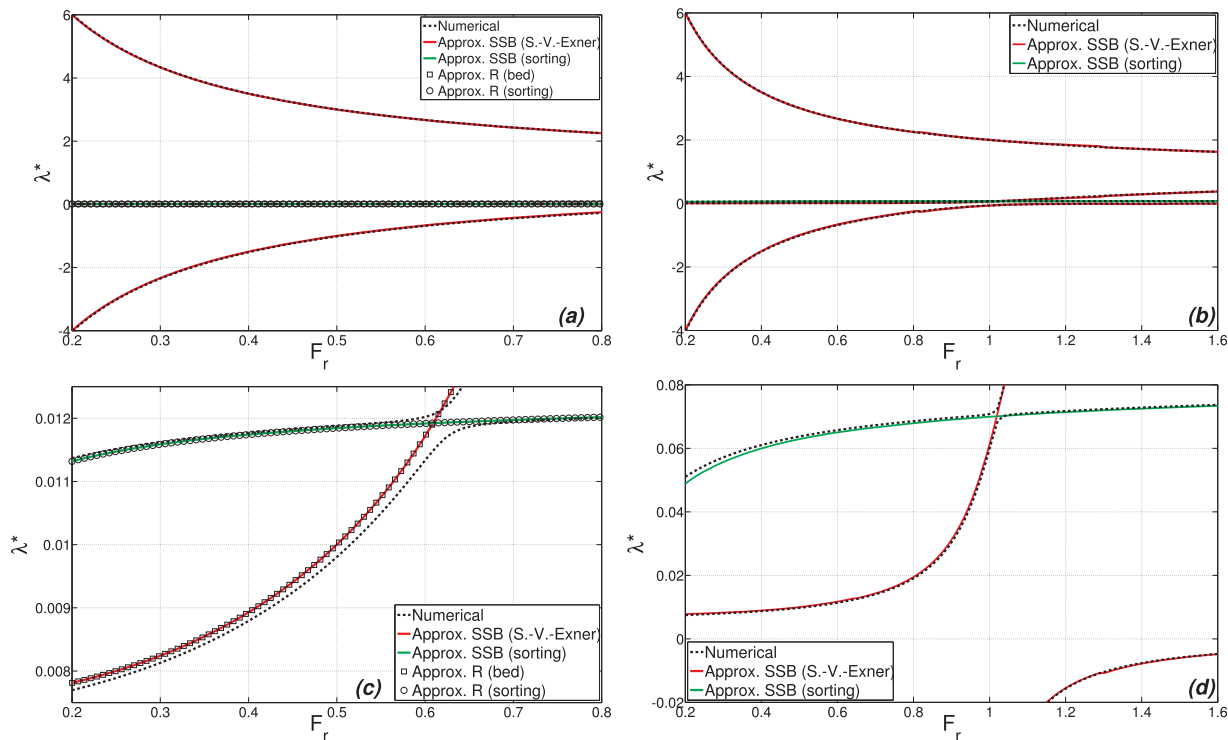 6
4
2
0
-2
-4
λ*
0.2 0.3 0.4 0.5 0.6 0.7 0.8
F_r
Numerical
Approx. SSB (S.-V.-Exner)
Approx. SSB (sorting)
Approx. R (bed)
Approx. R (sorting)
(a)
6
4
2
0
-2
-4
λ*
0.2 0.4 0.6 0.8 1 1.2 1.4 1.6
F_r
Numerical
Approx. SSB (S.-V.-Exner)
Approx. SSB (sorting)
(b)
0.012
0.011
0.01
0.009
0.008
λ*
0.2 0.3 0.4 0.5 0.6 0.7 0.8
F_r
Numerical
Approx. SSB (S.-V.-Exner)
Approx. SSB (sorting)
Approx. R (bed)
Approx. R (sorting)
(c)
0.08
0.06
0.04
0.02
0
-0.02
λ*
0.2 0.4 0.6 0.8 1 1.2 1.4 1.6
F_r
Numerical
Approx. SSB (S.-V.-Exner)
Approx. SSB (sorting)
(d)